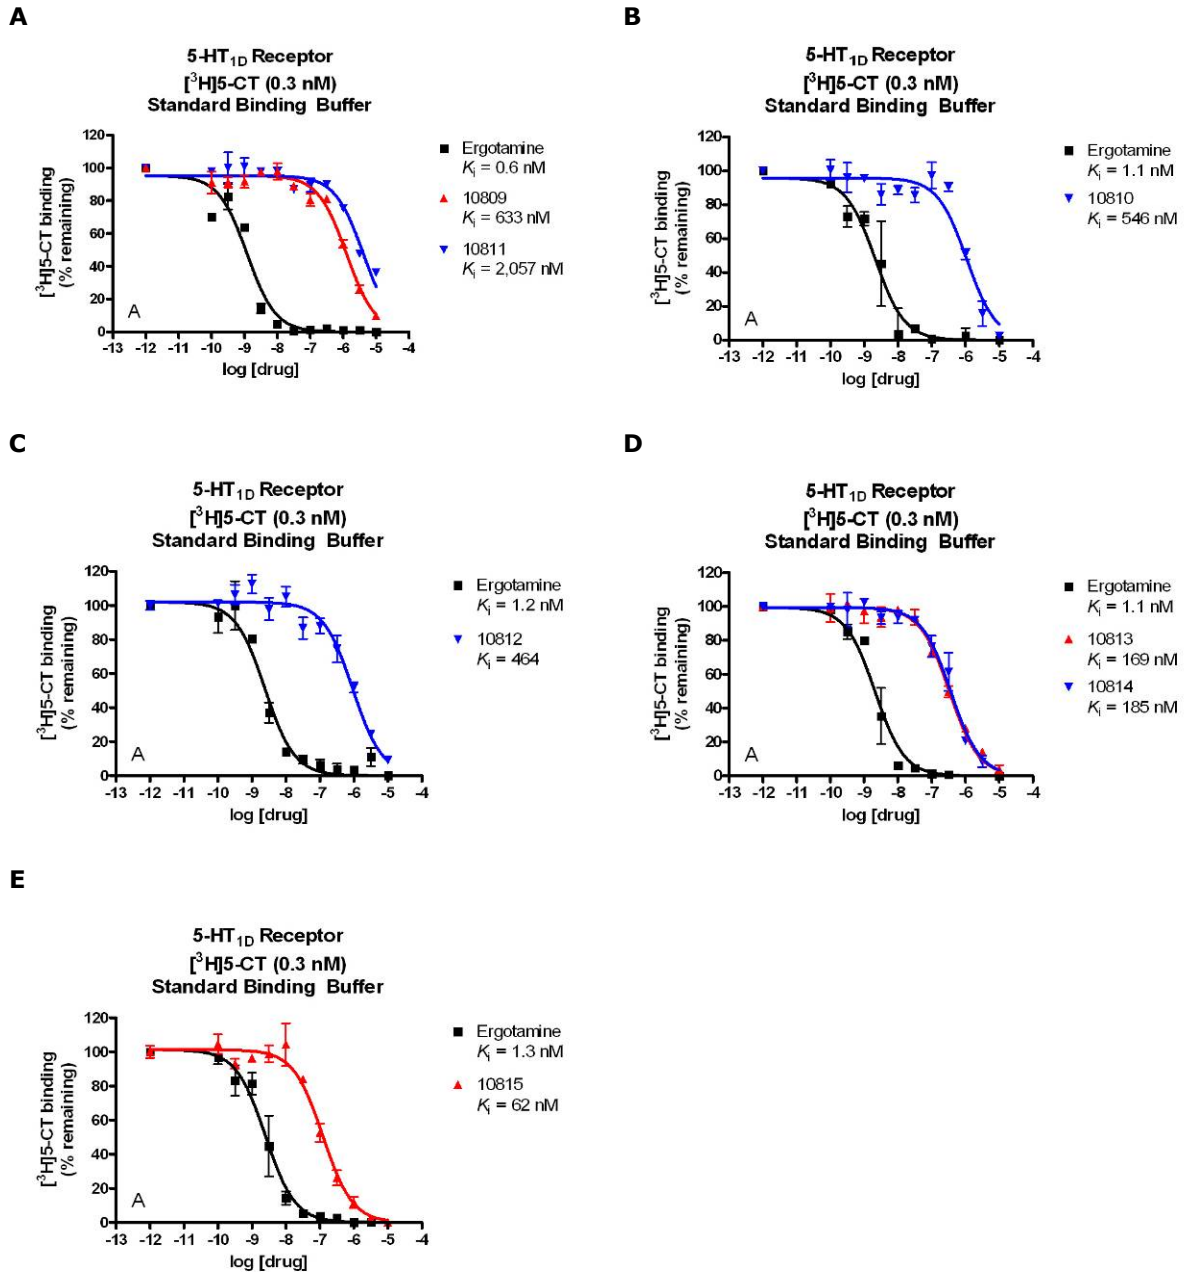 A
5-HT1D Receptor
[3H]5-CT (0.3 nM)
Standard Binding Buffer
[3H]5-CT binding
(% remaining)
120
100
80
60
40
20
0
A
-13 -12 -11 -10 -9 -8 -7 -6 -5 -4
log [drug]
Ergotamine
Ki = 0.6 nM
10809
Ki = 633 nM
10811
Ki = 2,057 nM
B
5-HT1D Receptor
[3H]5-CT (0.3 nM)
Standard Binding Buffer
[3H]5-CT binding
(% remaining)
120
100
80
60
40
20
0
A
-13 -12 -11 -10 -9 -8 -7 -6 -5 -4
log [drug]
Ergotamine
Ki = 1.1 nM
10810
Ki = 546 nM
C
5-HT1D Receptor
[3H]5-CT (0.3 nM)
Standard Binding Buffer
[3H]5-CT binding
(% remaining)
120
100
80
60
40
20
0
A
-13 -12 -11 -10 -9 -8 -7 -6 -5 -4
log [drug]
Ergotamine
Ki = 1.2 nM
10812
Ki = 464
D
5-HT1D Receptor
[3H]5-CT (0.3 nM)
Standard Binding Buffer
[3H]5-CT binding
(% remaining)
120
100
80
60
40
20
0
A
-13 -12 -11 -10 -9 -8 -7 -6 -5 -4
log [drug]
Ergotamine
Ki = 1.1 nM
10813
Ki = 169 nM
10814
Ki = 185 nM
E
5-HT1D Receptor
[3H]5-CT (0.3 nM)
Standard Binding Buffer
[3H]5-CT binding
(% remaining)
120
100
80
60
40
20
0
A
-13 -12 -11 -10 -9 -8 -7 -6 -5 -4
log [drug]
Ergotamine
Ki = 1.3 nM
10815
Ki = 62 nM